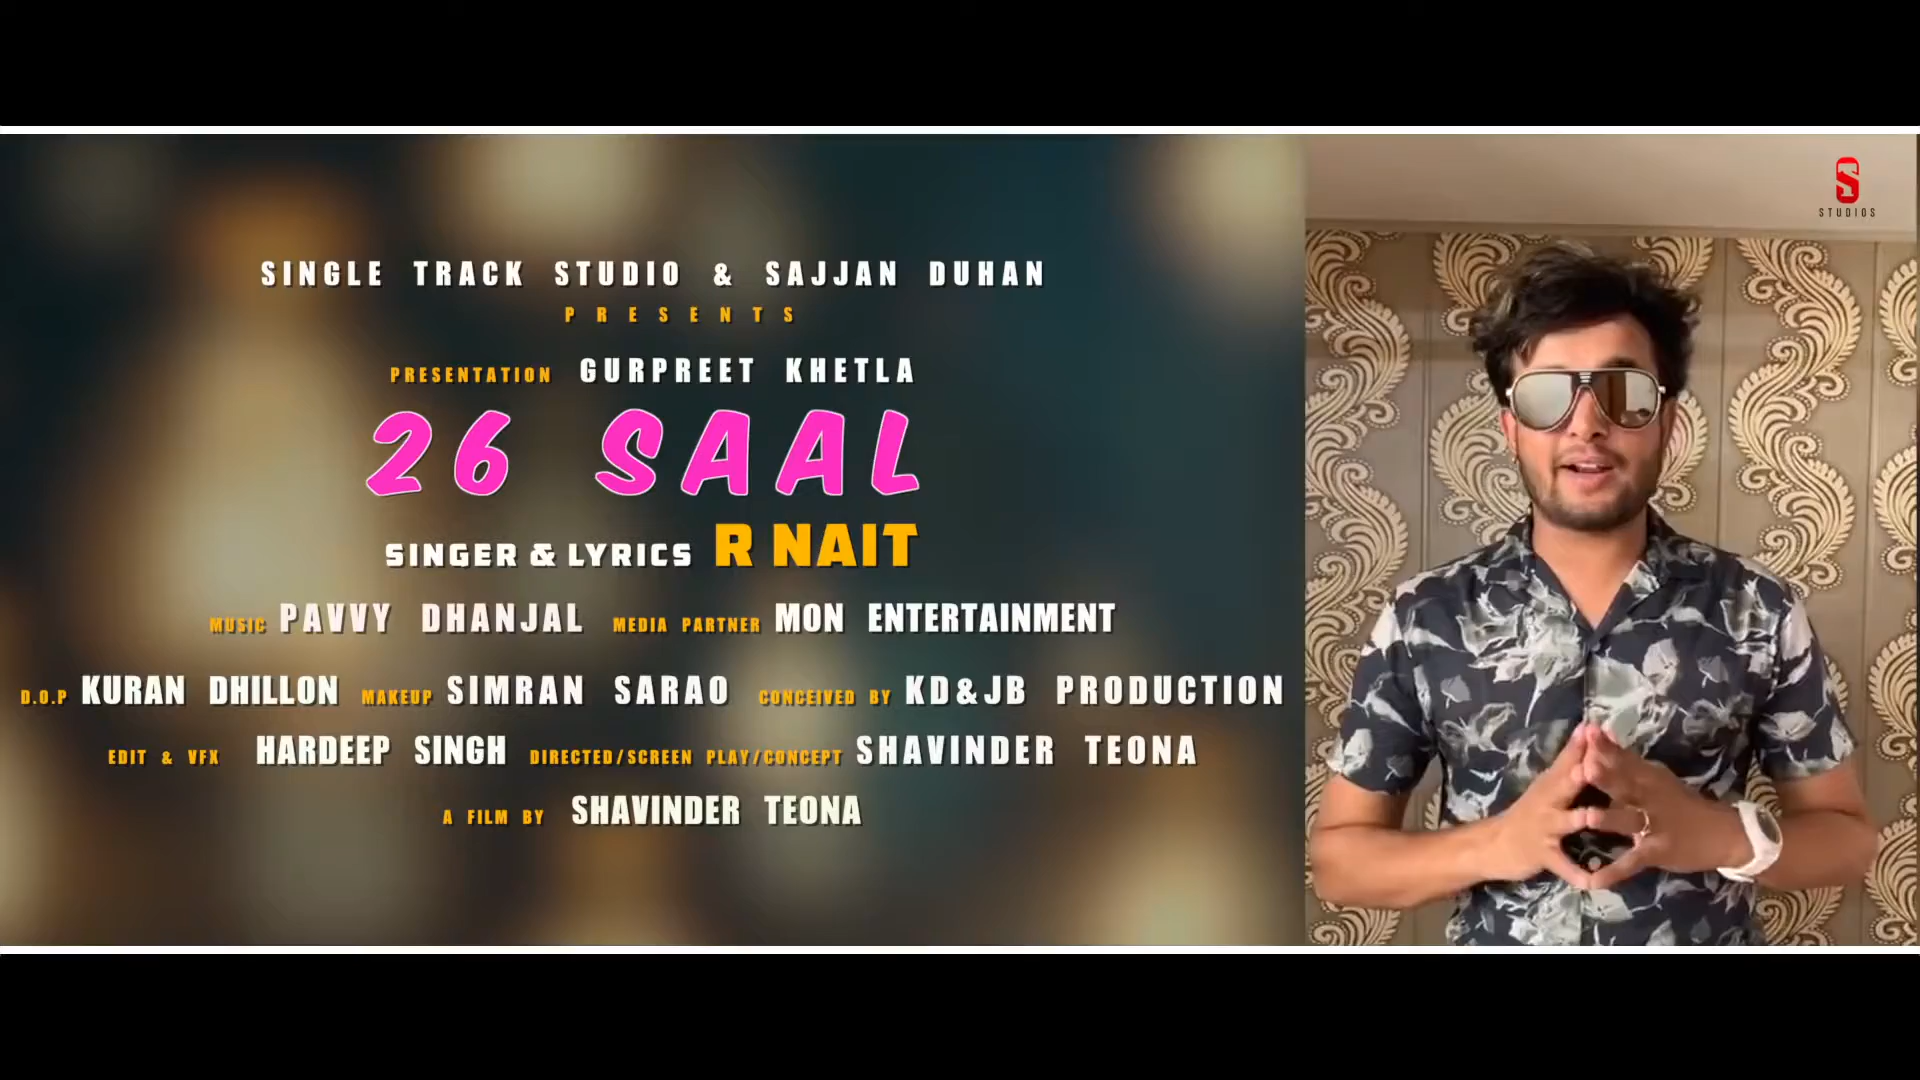 SINGLE TRACK STUDIO & SAJJAN DUHAN
PRESENTS
PRESENTATION GURPREET KHETLA
26 SAAL
SINGER & LYRICS R NAIT
MUSIC PAVVY DHANJAL MEDIA PARTNER MON ENTERTAINMENT
D.O.P KURAN DHILLON MAKEUP SIMRAN SARAO CONCEIVED BY KD&JB PRODUCTION
EDIT & VFX HARDEEP SINGH DIRECTED/SCREEN PLAY/CONCEPT SHAVINDER TEONA
A FILM BY SHAVINDER TEONA
S
STUDIOS